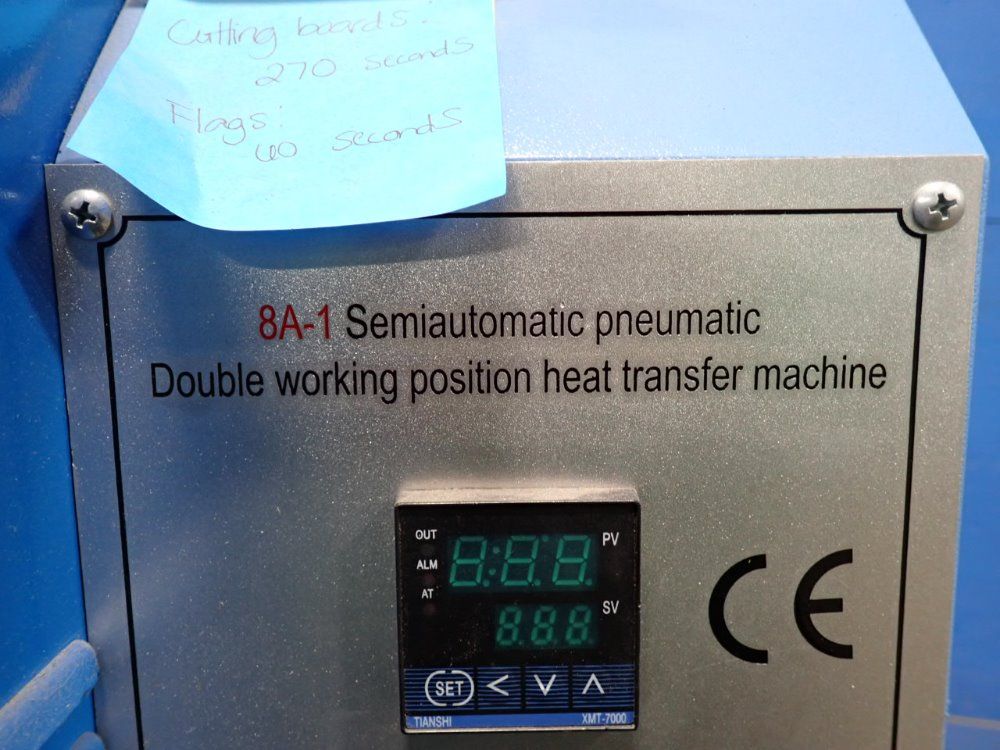 Cutting boards:
270 seconds
Flags:
60 seconds
8A-1 Semiautomatic pneumatic
Double working position heat transfer machine
OUT
ALM
AT
PV
SV
SET < ∨ ∧
TIANSHI XMT-7000
CE